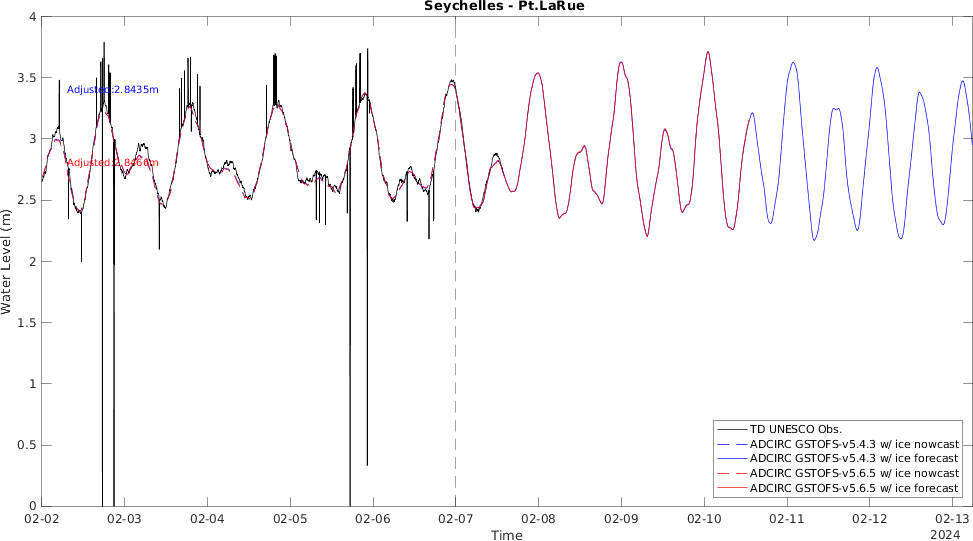 Seychelles - Pt.LaRue
4
3.5
3
2.5
2
1.5
1
0.5
0
Water Level (m)
Adjusted:2.8435m
Adjusted:2.8466m
TD UNESCO Obs.
ADCIRC GSTOFS-v5.4.3 w/ ice nowcast
ADCIRC GSTOFS-v5.4.3 w/ ice forecast
ADCIRC GSTOFS-v5.6.5 w/ ice nowcast
ADCIRC GSTOFS-v5.6.5 w/ ice forecast
02-02 02-03 02-04 02-05 02-06 02-07 02-08 02-09 02-10 02-11 02-12 02-13
Time
2024